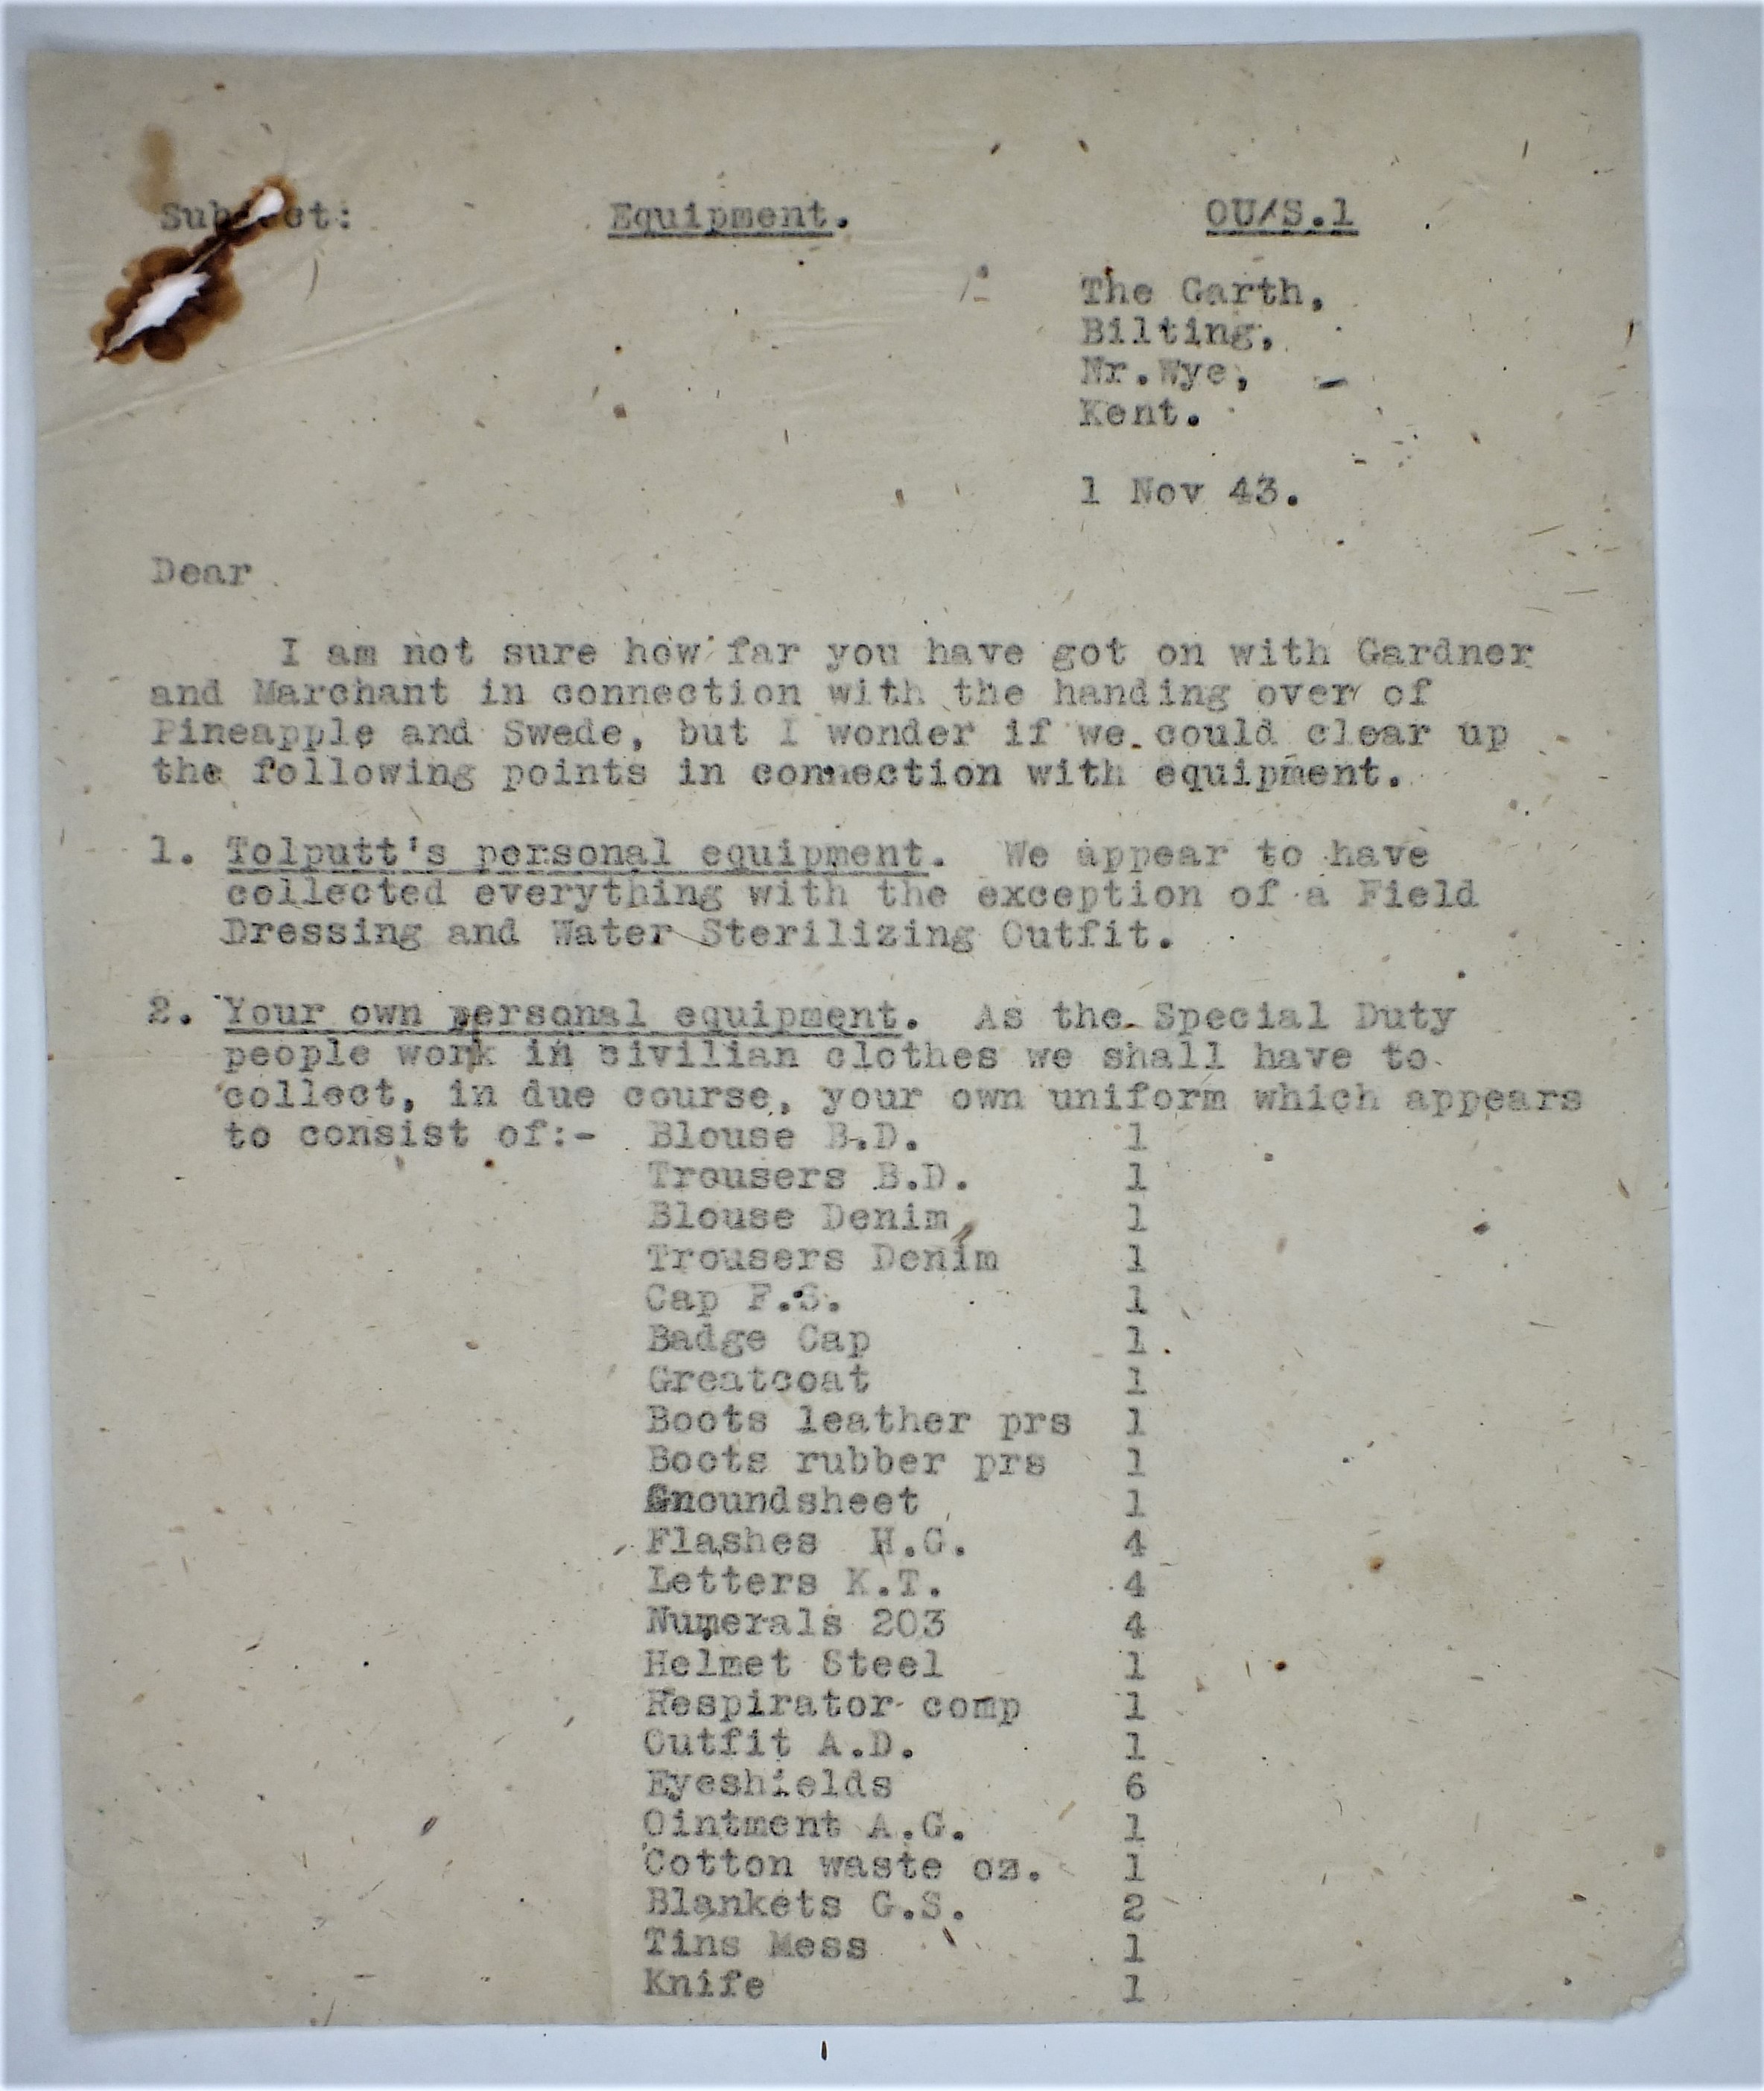 Subject: Equipment. OU/S.1
The Garth,
Bilting,
Nr.Wye,
Kent.
1 Nov 43.
Dear
I am not sure how far you have got on with Gardner
and Marchant in connection with the handing over of
Pineapple and Swede, but I wonder if we could clear up
the following points in connection with equipment.
1. Tolputt's personal equipment. We appear to have
collected everything with the exception of a Field
Dressing and Water Sterilizing Outfit.
2. Your own personal equipment. As the Special Duty
people work in civilian clothes we shall have to
collect, in due course, your own uniform which appears
to consist of:- Blouse B.D. 1
Trousers B.D. 1
Blouse Denim 1
Trousers Denim 1
Cap F.S. 1
Badge Cap 1
Greatcoat 1
Boots leather prs 1
Boots rubber prs 1
Groundsheet 1
Flashes H.G. 4
Letters K.T. 4
Numerals 203 4
Helmet Steel 1
Respirator comp 1
Outfit A.D. 1
Eyeshields 6
Ointment A.G. 1
Cotton waste oz. 1
Blankets G.S. 2
Tins Mess 1
Knife 1